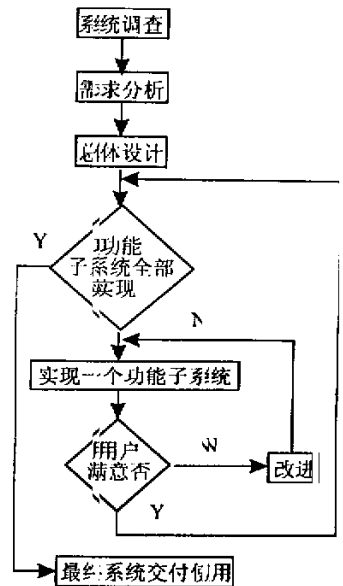 系统调查
需求分析
总体设计
Y
功能
子系统全部
实现
N
实现一个功能子系统
用户
满意否
W
改进
Y
最终系统交付使用